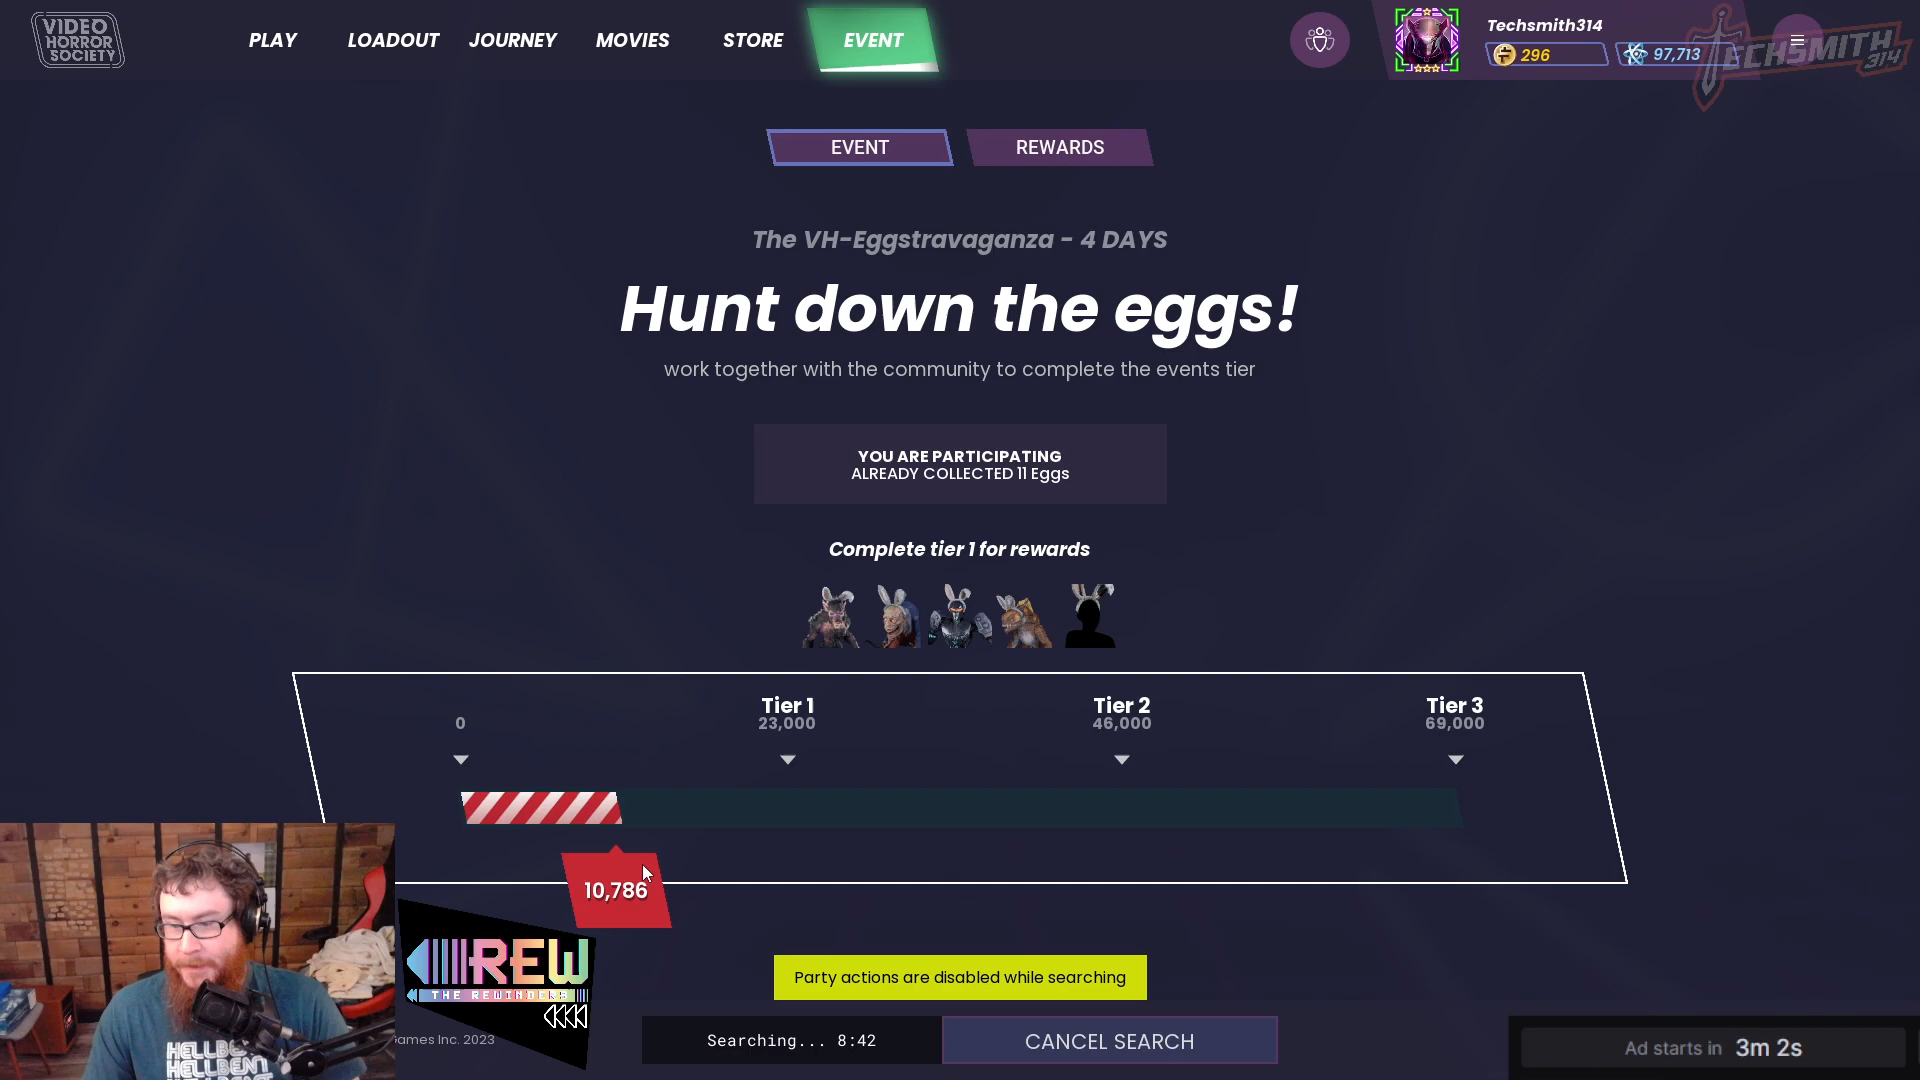 VIDEO
HORROR
SOCIETY
PLAY
LOADOUT
JOURNEY
MOVIES
STORE
EVENT
Techsmith314
296
97,713
TECHSMITH
314
EVENT
REWARDS
The VH-Eggstravaganza - 4 DAYS
Hunt down the eggs!
work together with the community to complete the events tier
YOU ARE PARTICIPATING
ALREADY COLLECTED 11 Eggs
Complete tier 1 for rewards
0
Tier 1
23,000
Tier 2
46,000
Tier 3
69,000
10,786
REW
THE REWINDERS
Party actions are disabled while searching
Games Inc. 2023
Searching... 8:42
CANCEL SEARCH
Ad starts in 3m 2s
HELLBENT